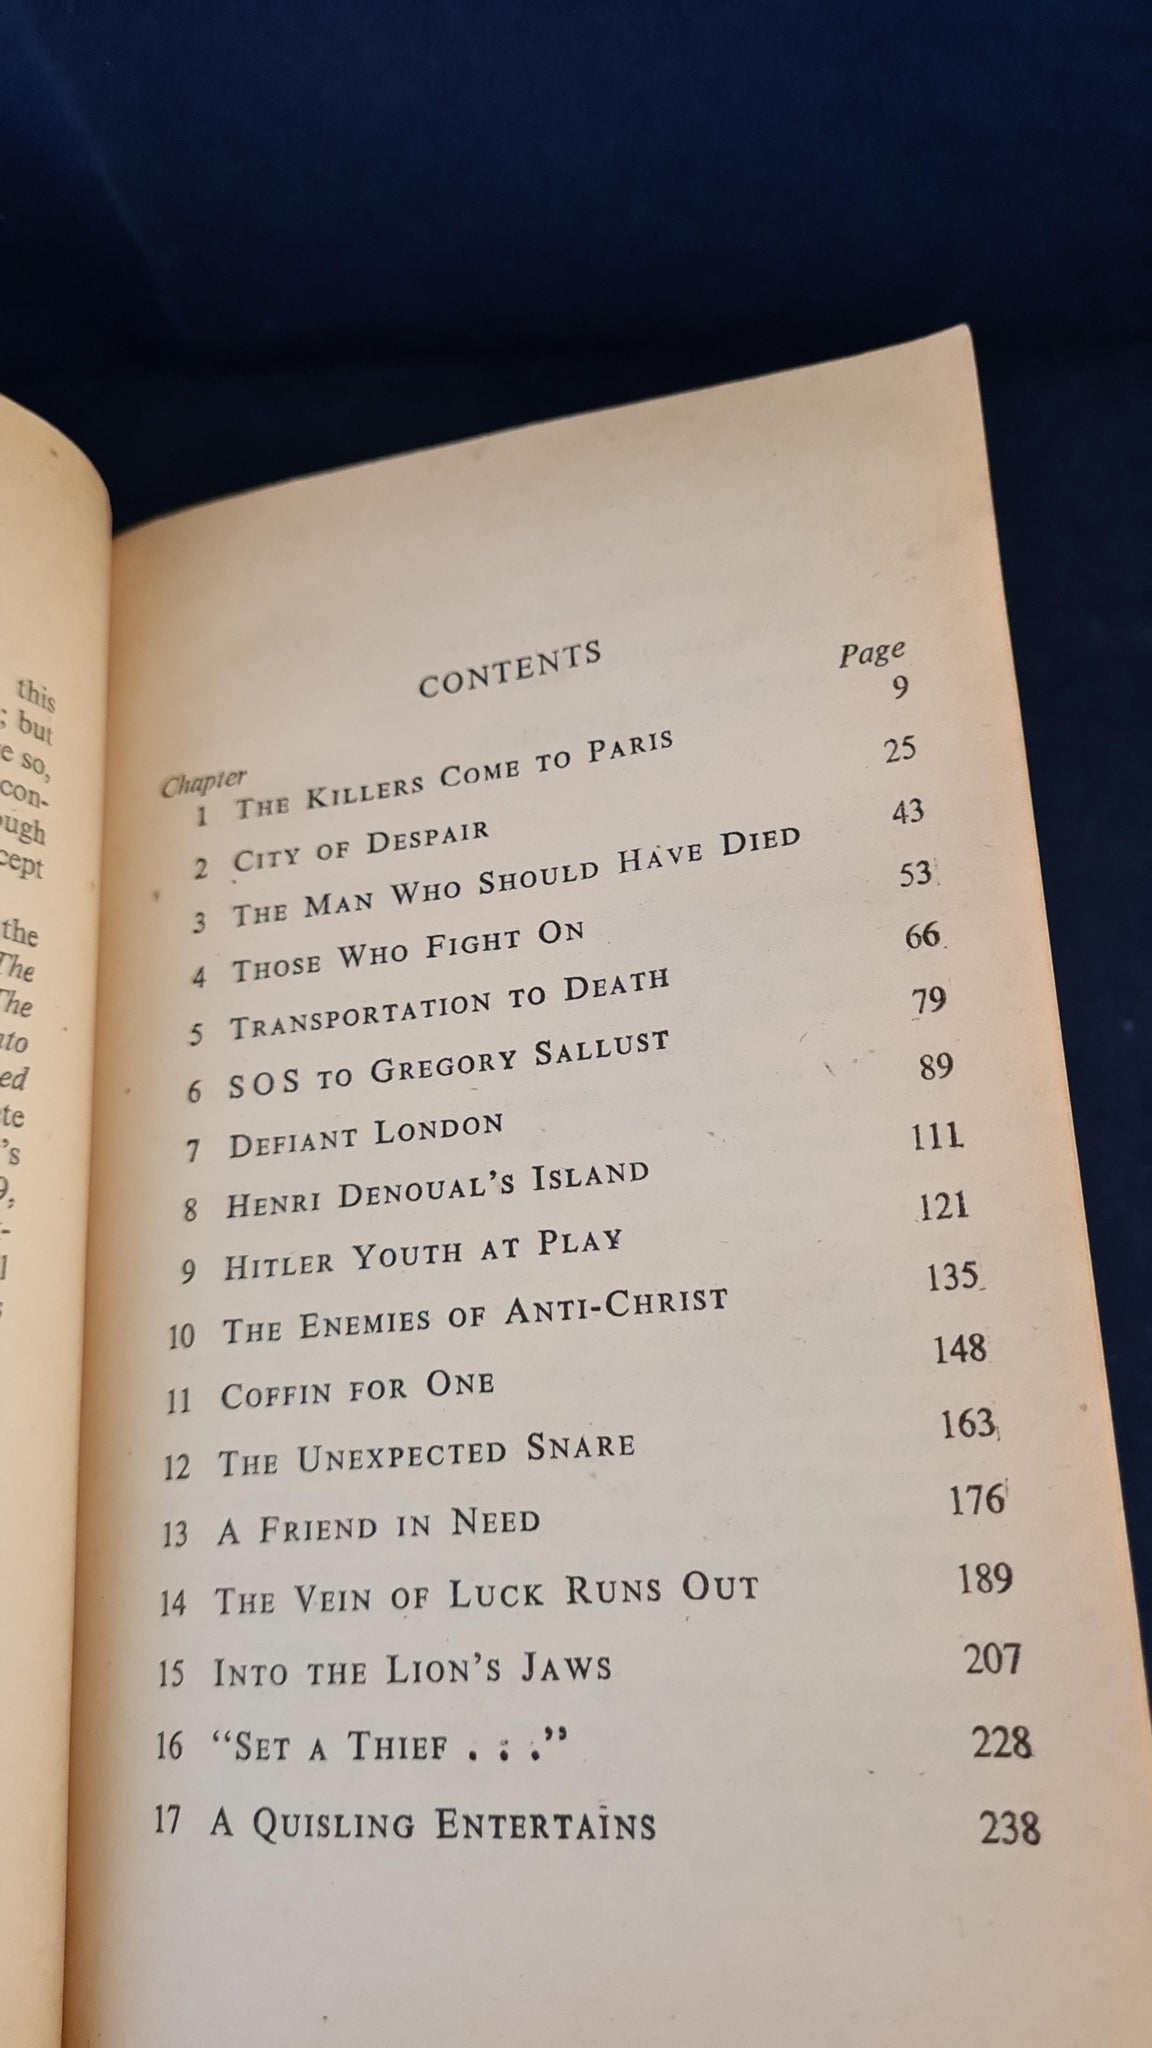 this
; but
e so,
con-
ough
cept
the
The
The
nto
ed
te
's
9,
CONTENTS
Chapter Page
1 THE KILLERS COME TO PARIS 9
2 CITY OF DESPAIR 25
3 THE MAN WHO SHOULD HAVE DIED 43
4 THOSE WHO FIGHT ON 53
5 TRANSPORTATION TO DEATH 66
6 SOS TO GREGORY SALLUST 79
7 DEFIANT LONDON 89
8 HENRI DENOUAL'S ISLAND 111
9 HITLER YOUTH AT PLAY 121
10 THE ENEMIES OF ANTI-CHRIST 135
11 COFFIN FOR ONE 148
12 THE UNEXPECTED SNARE 163
13 A FRIEND IN NEED 176
14 THE VEIN OF LUCK RUNS OUT 189
15 INTO THE LION'S JAWS 207
16 "SET A THIEF . . ." 228
17 A QUISLING ENTERTAINS 238